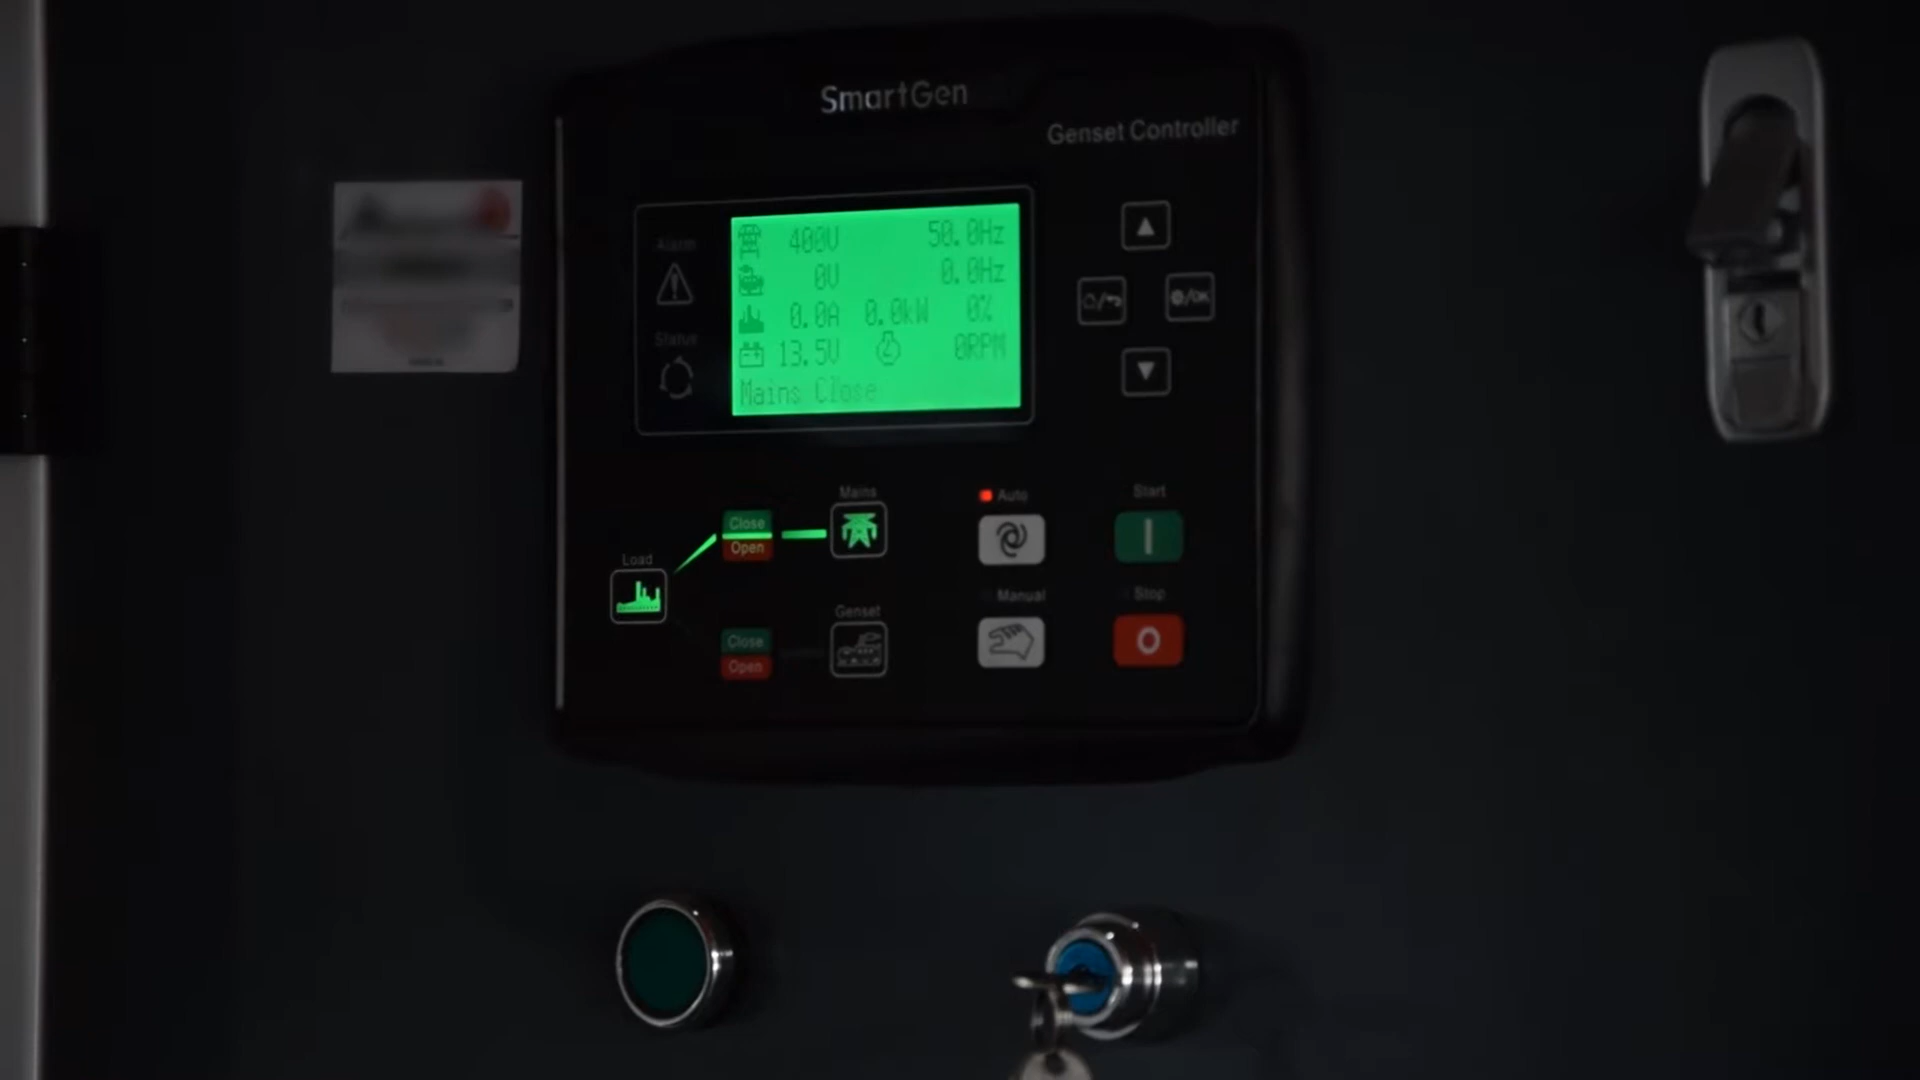 SmartGen
Genset Controller
Alarm
Status
400V 50.0Hz
0V 0.0Hz
0.0A 0.0kW 0%
13.5V 0RPM
Mains Close
Mains
Close
Open
Load
Genset
Close
Open
Auto
Start
Manual
Stop